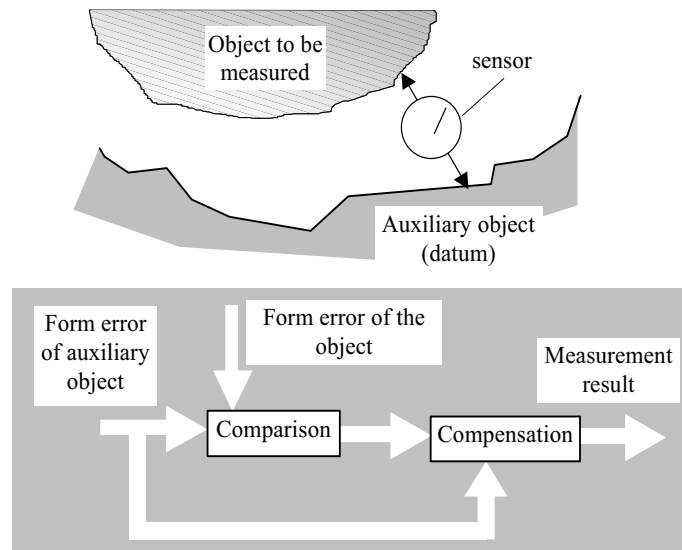 Object to be
measured
sensor
Auxiliary object
(datum)
Form error
of auxiliary
object
Form error of the
object
Measurement
result
Comparison
Compensation